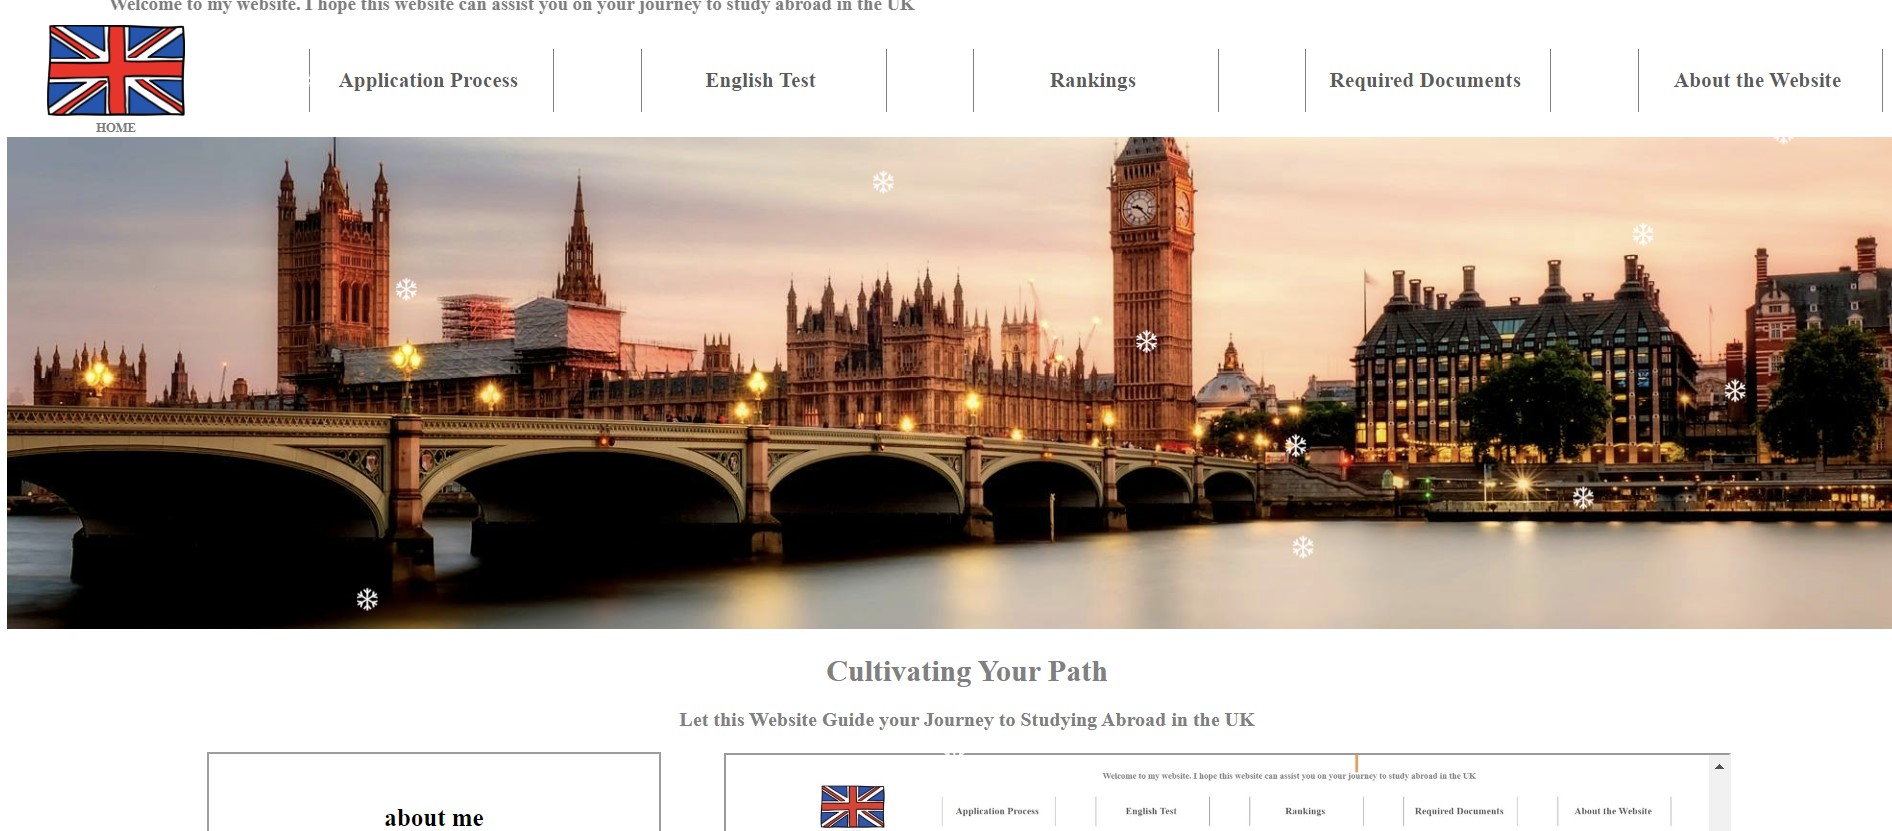 Welcome to my website. I hope this website can assist you on your journey to study abroad in the UK
Application Process
English Test
Rankings
Required Documents
About the Website
HOME
Cultivating Your Path
Let this Website Guide your Journey to Studying Abroad in the UK
about me
Welcome to my website. I hope this website can assist you on your journey to study abroad in the UK
Application Process
English Test
Rankings
Required Documents
About the Website